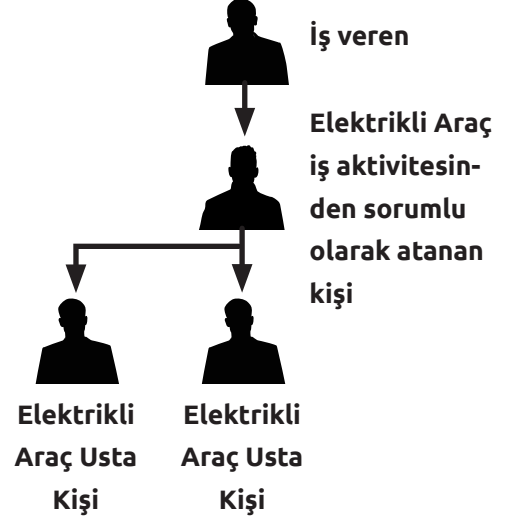 İş veren
Elektrikli Araç
iş aktivitesin-
den sorumlu
olarak atanan
kişi
Elektrikli
Araç Usta
Kişi
Elektrikli
Araç Usta
Kişi